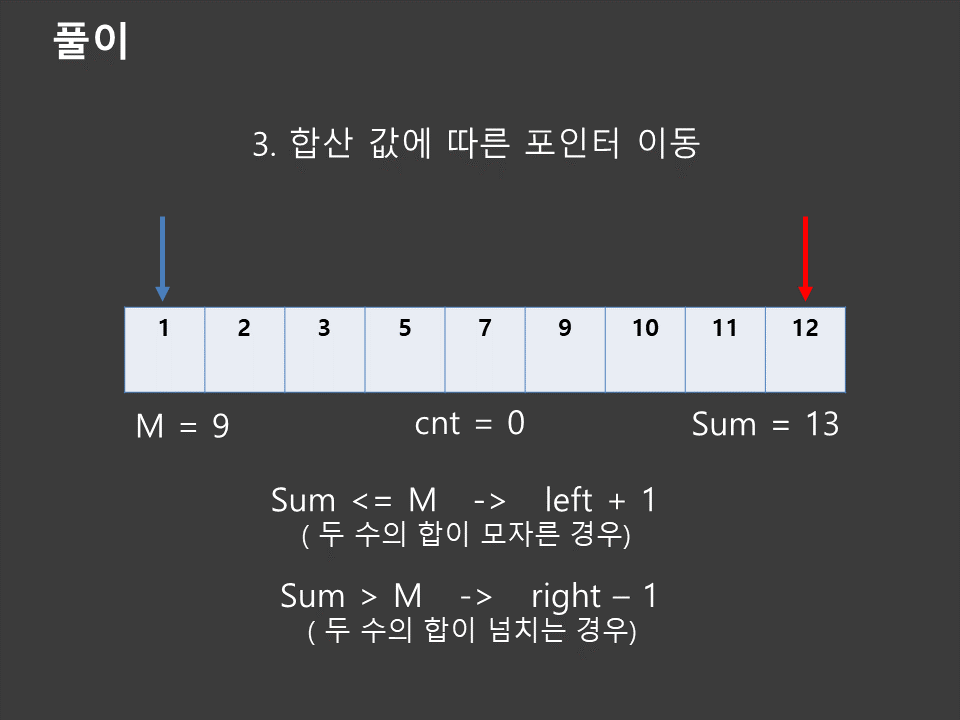 풀이
3. 합산 값에 따른 포인터 이동
1 2 3 5 7 9 10 11 12
M = 9 cnt = 0 Sum = 13
Sum <= M -> left + 1
( 두 수의 합이 모자른 경우)
Sum > M -> right – 1
( 두 수의 합이 넘치는 경우)